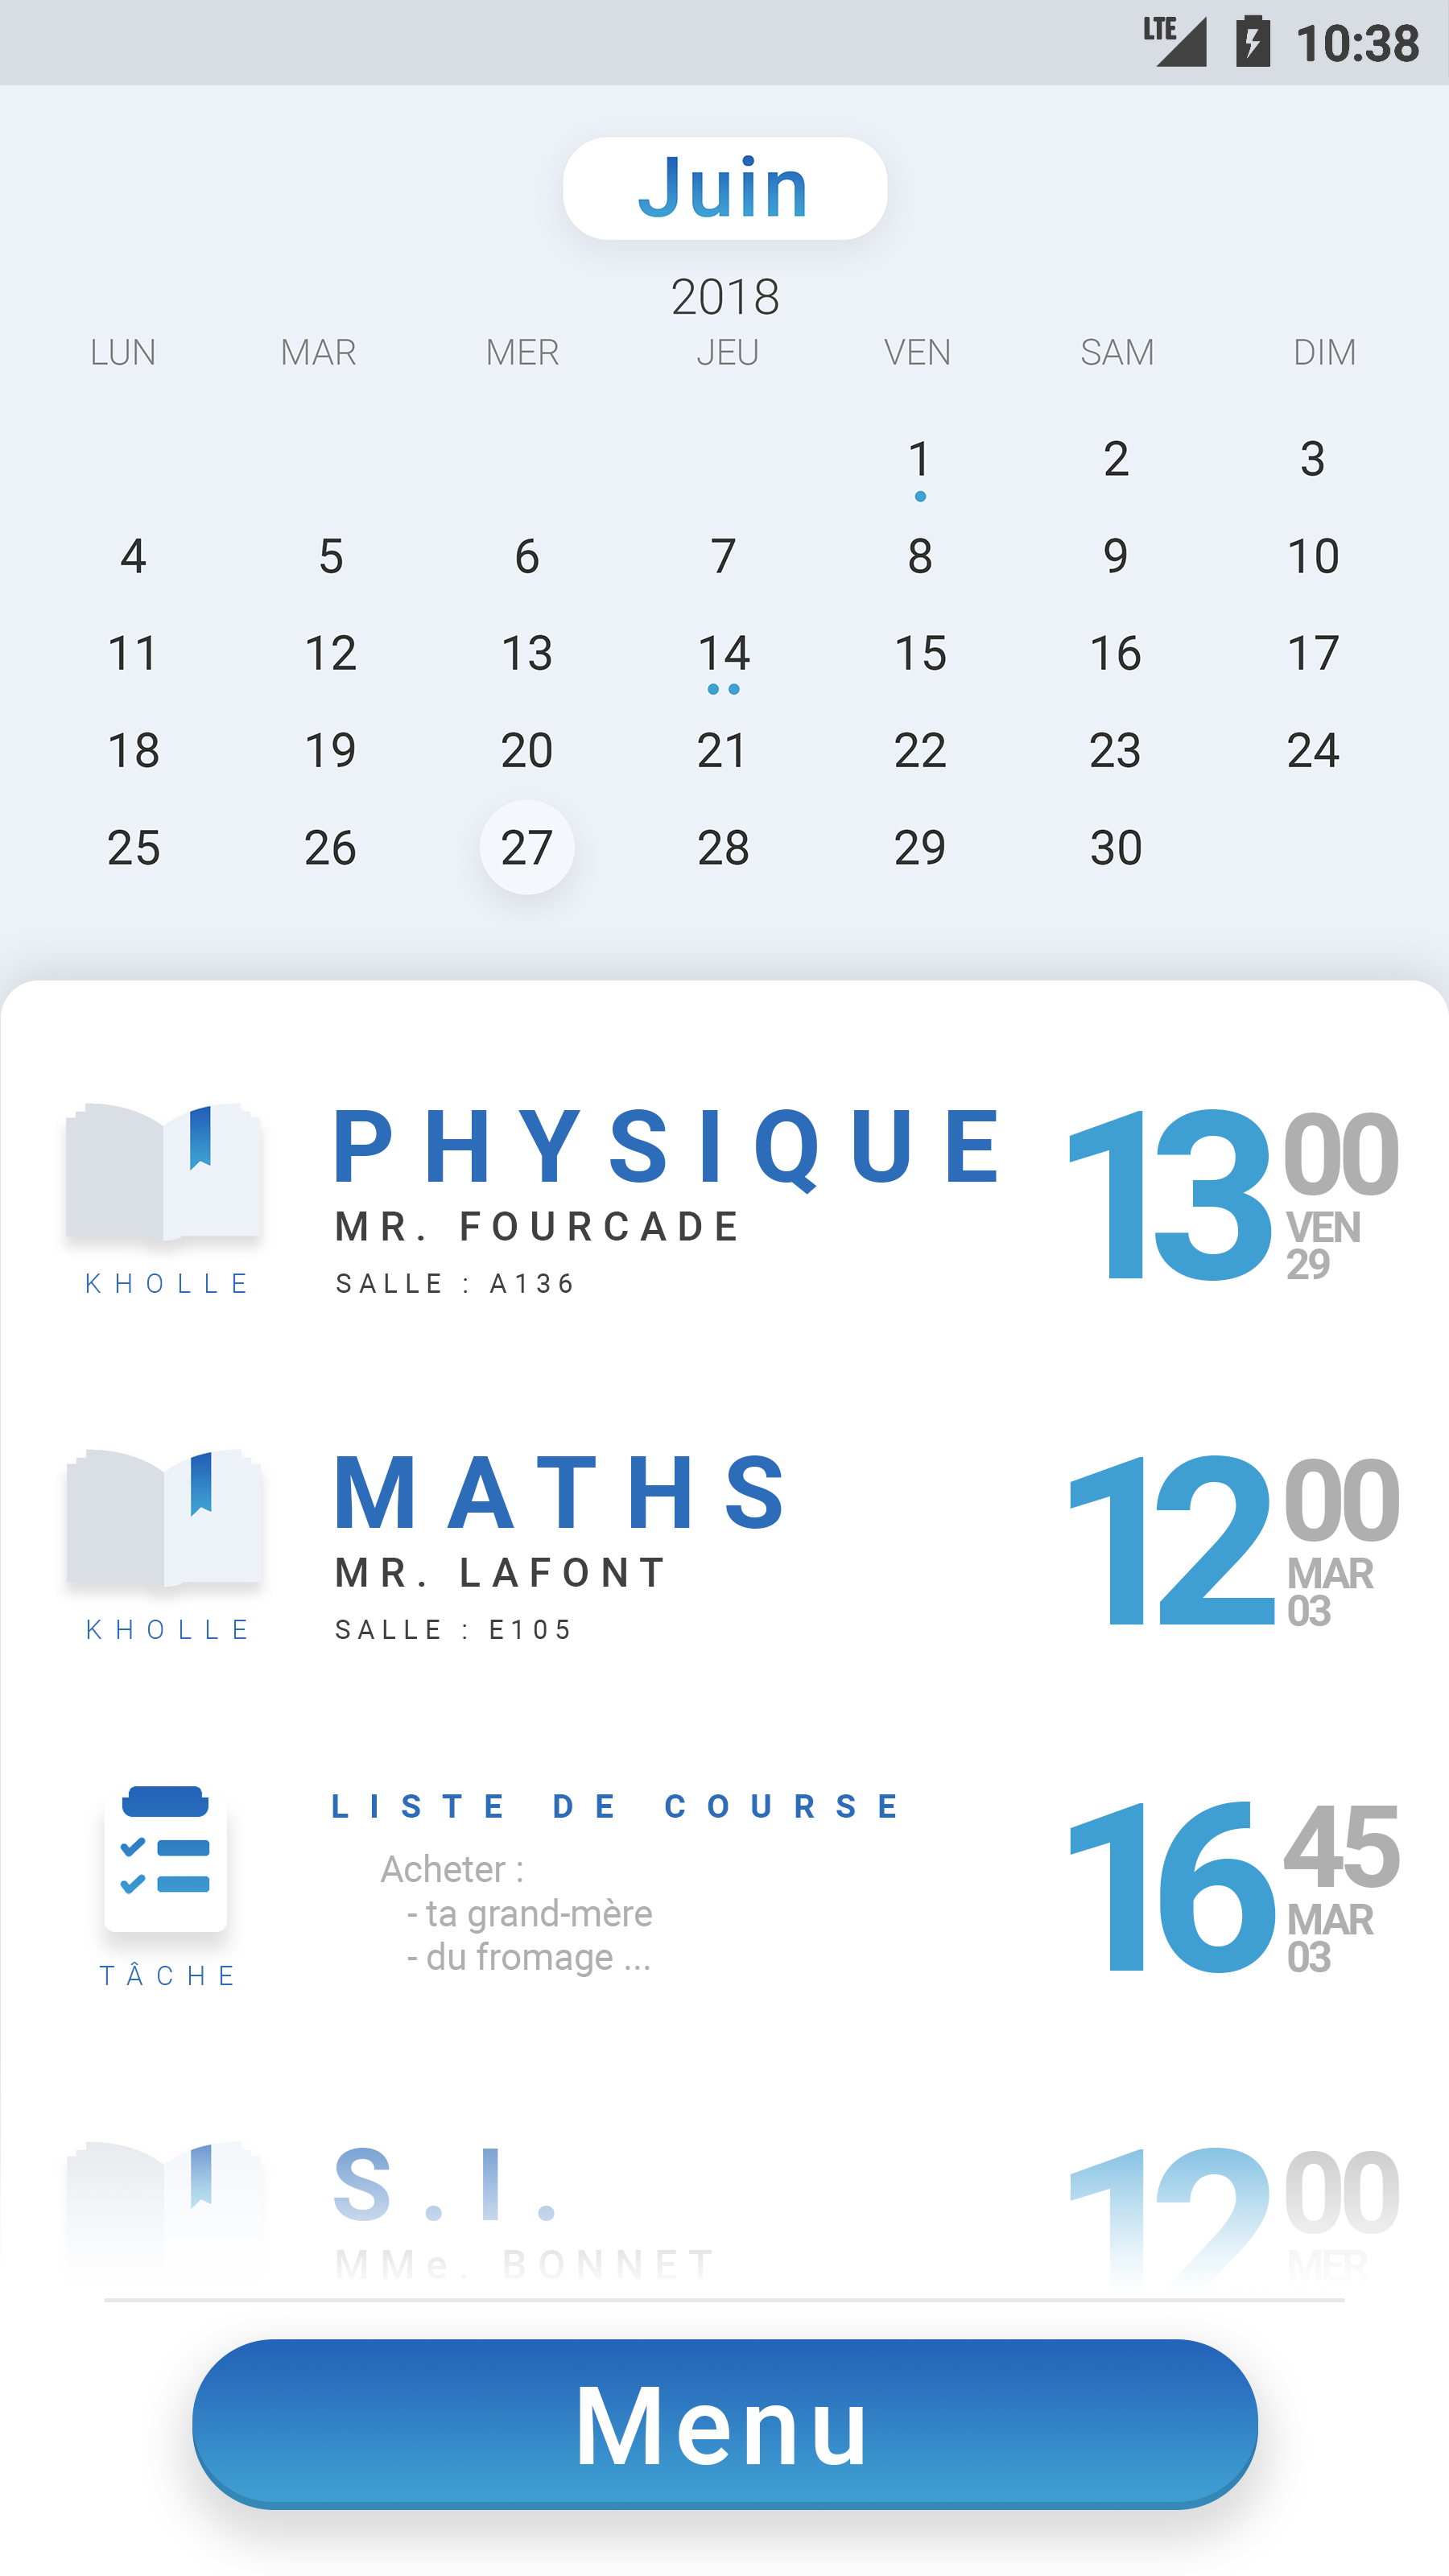 LTE 10:38
Juin
2018
LUN MAR MER JEU VEN SAM DIM
1 2 3
4 5 6 7 8 9 10
11 12 13 14 15 16 17
18 19 20 21 22 23 24
25 26 27 28 29 30
PHYSIQUE
MR. FOURCADE
SALLE : A136
KHOLLE
13 00
VEN
29
MATHS
MR. LAFONT
SALLE : E105
KHOLLE
12 00
MAR
03
LISTE DE COURSE
Acheter :
- ta grand-mère
- du fromage ...
TÂCHE
16 45
MAR
03
S.I.
MMe. BONNET
12 00
MER
Menu